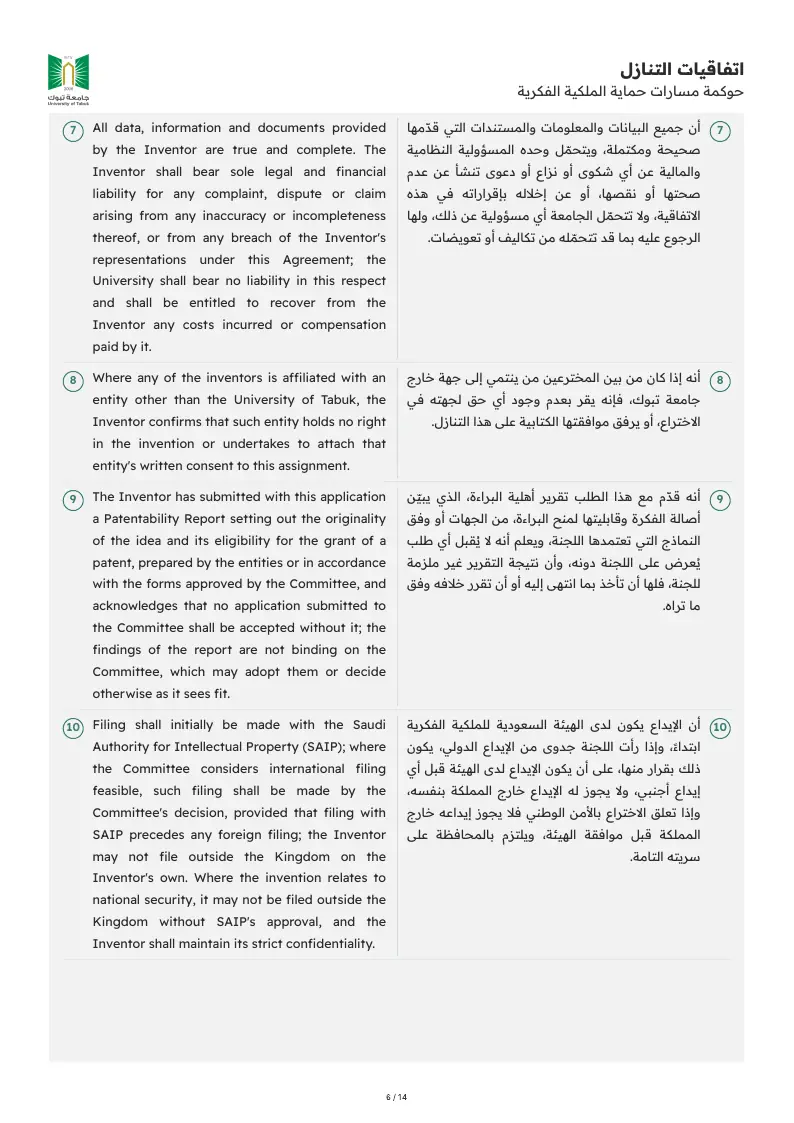 1419
2006
جامعة تبوك
University of Tabuk
اتفاقيات التنازل
حوكمة مسارات حماية الملكية الفكرية
7
All data, information and documents provided
by the Inventor are true and complete. The
Inventor shall bear sole legal and financial
liability for any complaint, dispute or claim
arising from any inaccuracy or incompleteness
thereof, or from any breach of the Inventor's
representations under this Agreement; the
University shall bear no liability in this respect
and shall be entitled to recover from the
Inventor any costs incurred or compensation
paid by it.
7
أن جميع البيانات والمعلومات والمستندات التي قدّمها
صحيحة ومكتملة، ويتحمّل وحده المسؤولية النظامية
والمالية عن أي شكوى أو نزاع أو دعوى تنشأ عن عدم
صحتها أو نقصها، أو عن إخلاله بإقراراته في هذه
الاتفاقية، ولا تتحمّل الجامعة أي مسؤولية عن ذلك، ولها
الرجوع عليه بما قد تتحمّله من تكاليف أو تعويضات.
8
Where any of the inventors is affiliated with an
entity other than the University of Tabuk, the
Inventor confirms that such entity holds no right
in the invention or undertakes to attach that
entity's written consent to this assignment.
8
أنه إذا كان من بين المخترعين من ينتمي إلى جهة خارج
جامعة تبوك، فإنه يقر بعدم وجود أي حق لجهته في
الاختراع، أو يرفق موافقتها الكتابية على هذا التنازل.
9
The Inventor has submitted with this application
a Patentability Report setting out the originality
of the idea and its eligibility for the grant of a
patent, prepared by the entities or in accordance
with the forms approved by the Committee, and
acknowledges that no application submitted to
the Committee shall be accepted without it; the
findings of the report are not binding on the
Committee, which may adopt them or decide
otherwise as it sees fit.
9
أنه قدّم مع هذا الطلب تقرير أهلية البراءة، الذي يبيّن
أصالة الفكرة وقابليتها لمنح البراءة، من الجهات أو وفق
النماذج التي تعتمدها اللجنة، ويعلم أنه لا يُقبل أي طلب
يُعرض على اللجنة دونه، وأن نتيجة التقرير غير ملزمة
للجنة، فلها أن تأخذ بما انتهى إليه أو أن تقرر خلافه وفق
ما تراه.
10
Filing shall initially be made with the Saudi
Authority for Intellectual Property (SAIP); where
the Committee considers international filing
feasible, such filing shall be made by the
Committee's decision, provided that filing with
SAIP precedes any foreign filing; the Inventor
may not file outside the Kingdom on the
Inventor's own. Where the invention relates to
national security, it may not be filed outside the
Kingdom without SAIP's approval, and the
Inventor shall maintain its strict confidentiality.
10
أن الإيداع يكون لدى الهيئة السعودية للملكية الفكرية
ابتداءً، وإذا رأت اللجنة جدوى من الإيداع الدولي، يكون
ذلك بقرار منها، على أن يكون الإيداع لدى الهيئة قبل أي
إيداع أجنبي، ولا يجوز له الإيداع خارج المملكة بنفسه،
وإذا تعلق الاختراع بالأمن الوطني فلا يجوز إيداعه خارج
المملكة قبل موافقة الهيئة، ويلتزم بالمحافظة على
سريته التامة.
6 / 14